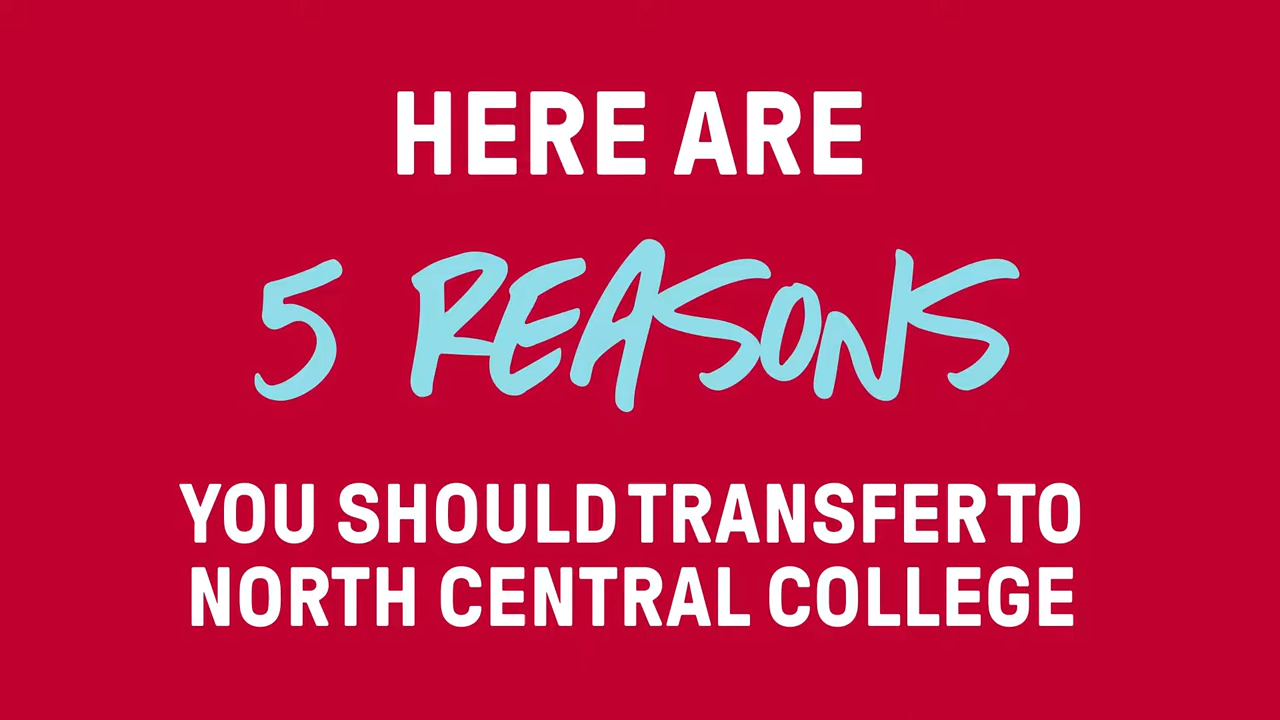 HERE ARE
5 REASONS
YOU SHOULD TRANSFER TO
NORTH CENTRAL COLLEGE